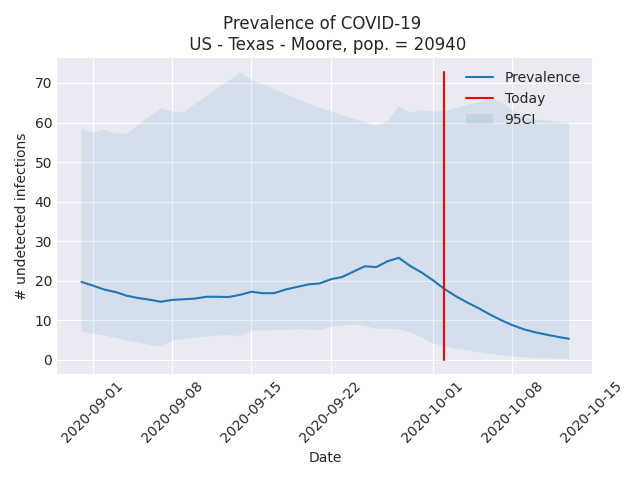 Prevalence of COVID-19
US - Texas - Moore, pop. = 20940
# undetected infections
70
60
50
40
30
20
10
0
Prevalence
Today
95CI
2020-09-01
2020-09-08
2020-09-15
2020-09-22
2020-10-01
2020-10-08
2020-10-15
Date